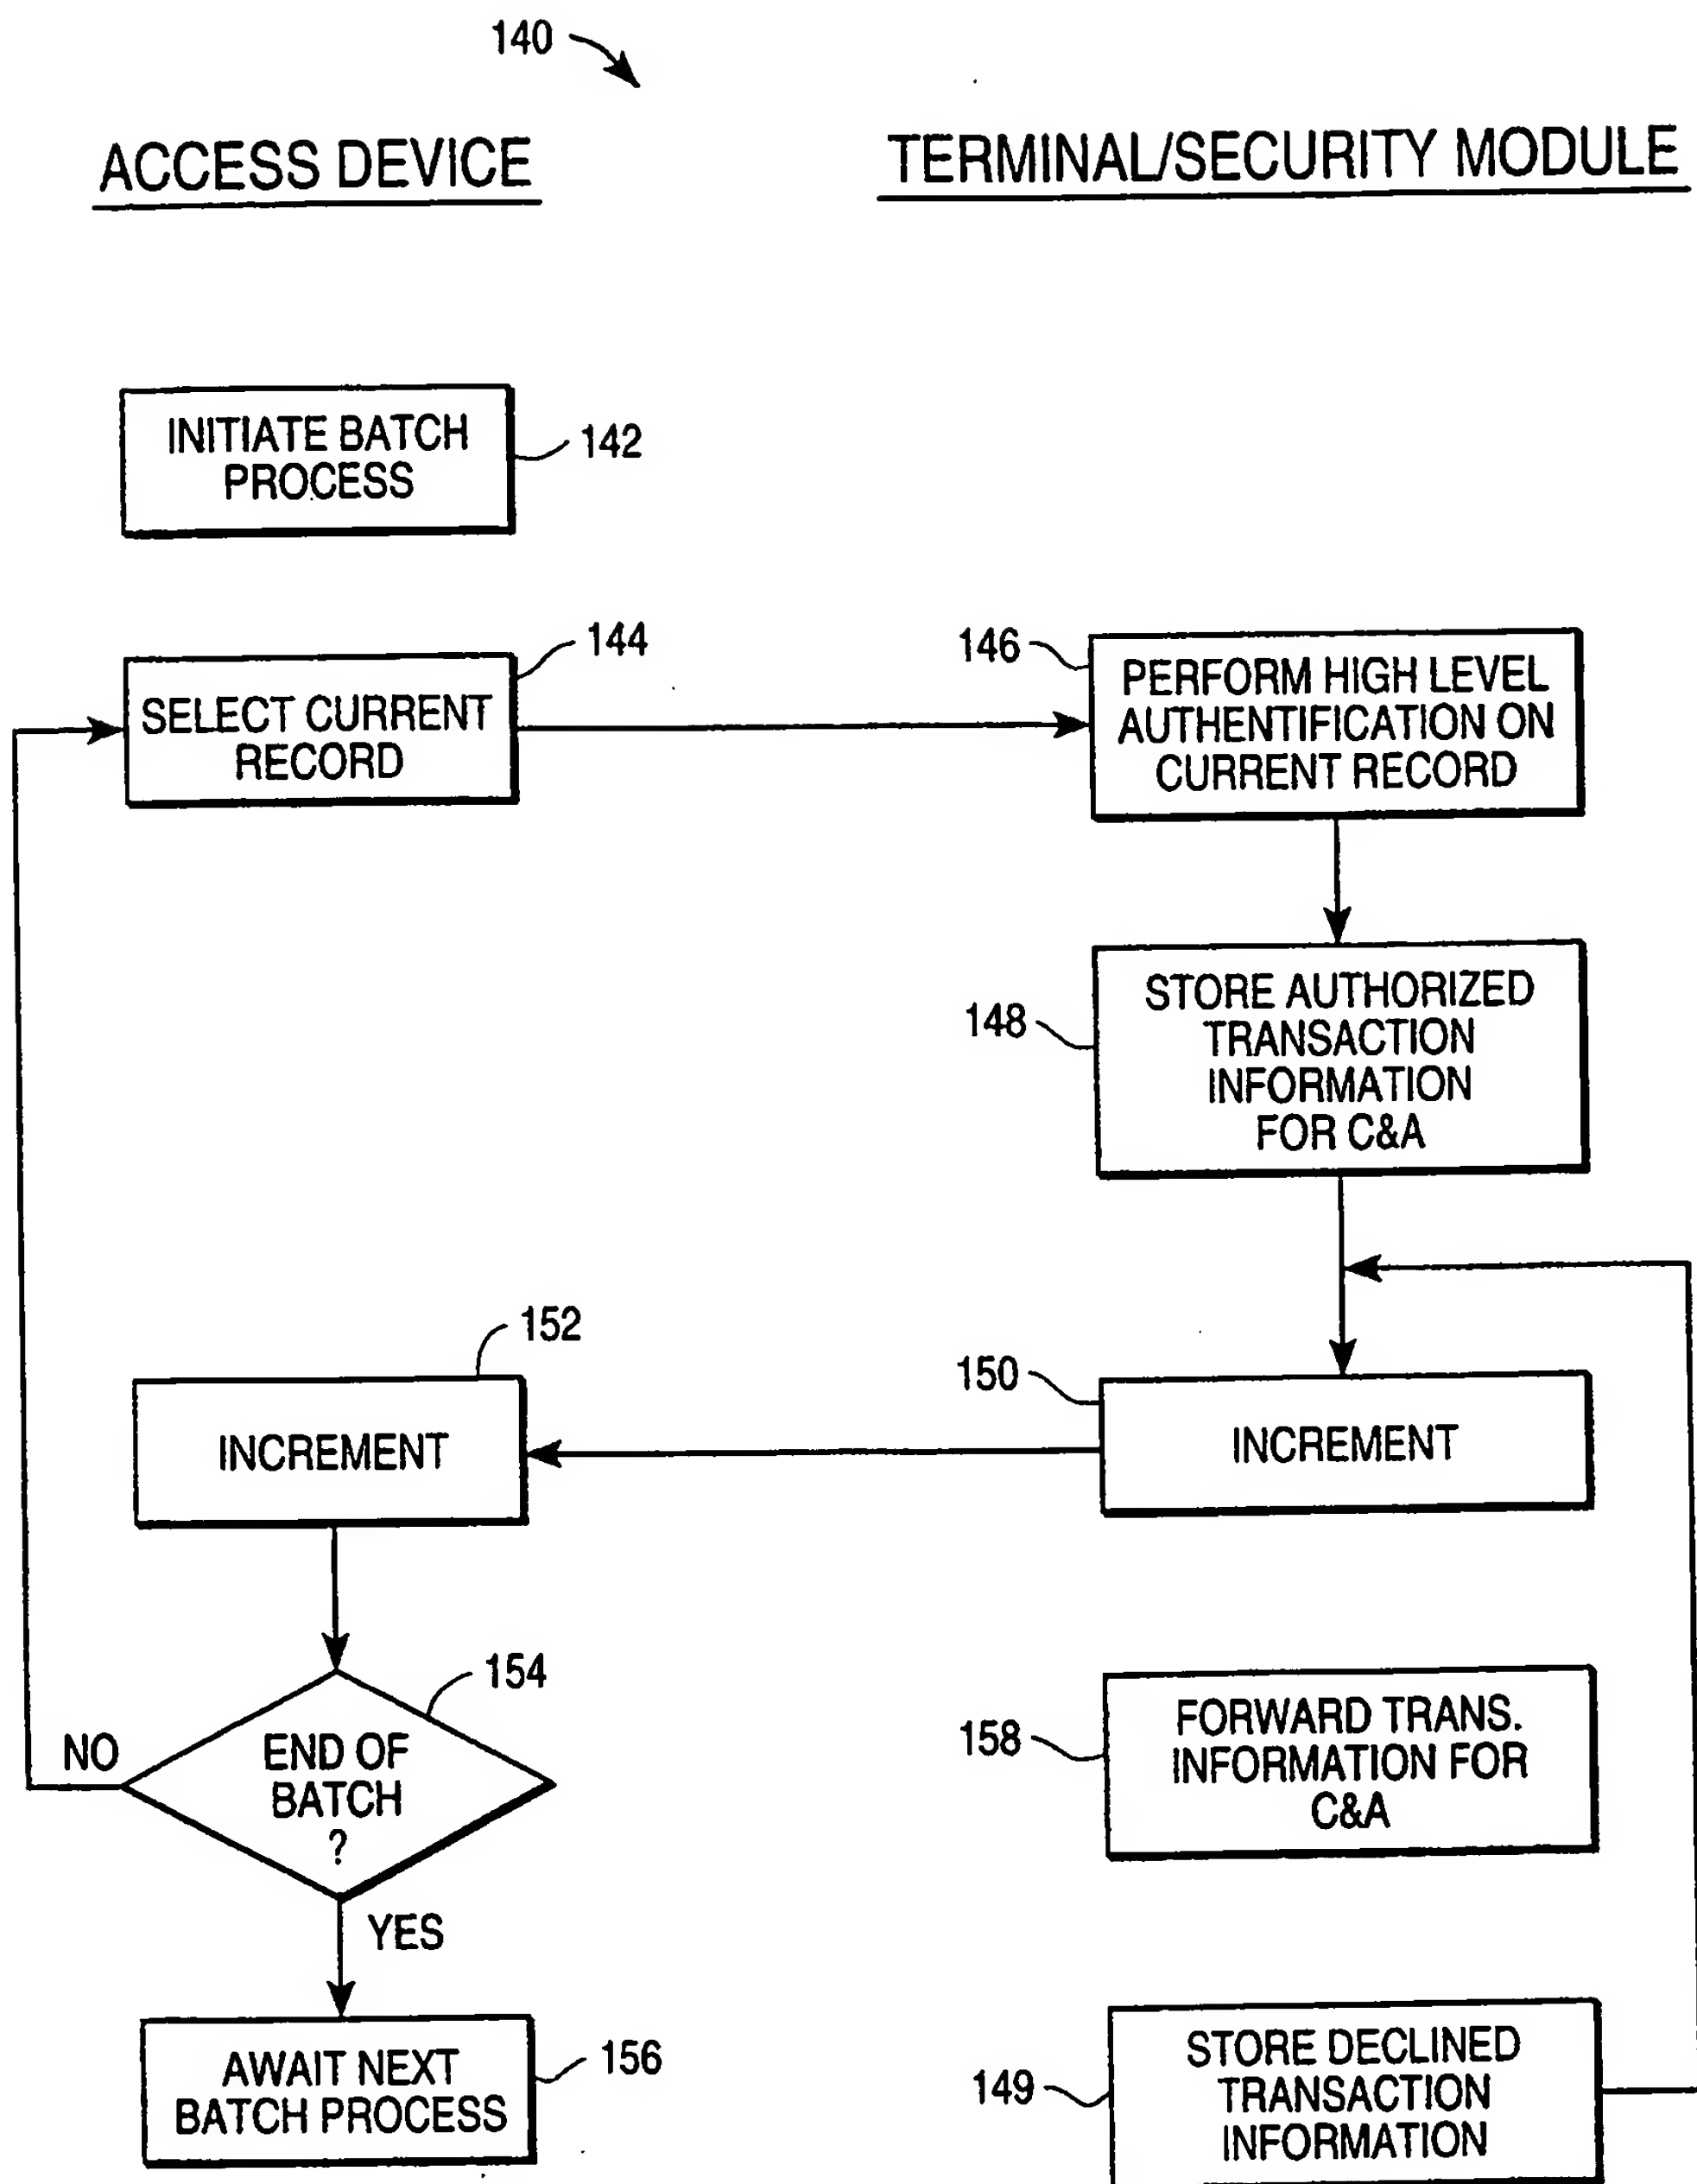 140
ACCESS DEVICE
TERMINAL/SECURITY MODULE
INITIATE BATCH
PROCESS
142
SELECT CURRENT
RECORD
144
146
PERFORM HIGH LEVEL
AUTHENTIFICATION ON
CURRENT RECORD
148
STORE AUTHORIZED
TRANSACTION
INFORMATION
FOR C&A
152
INCREMENT
150
INCREMENT
154
NO
END OF
BATCH
?
YES
158
FORWARD TRANS.
INFORMATION FOR
C&A
AWAIT NEXT
BATCH PROCESS
156
149
STORE DECLINED
TRANSACTION
INFORMATION